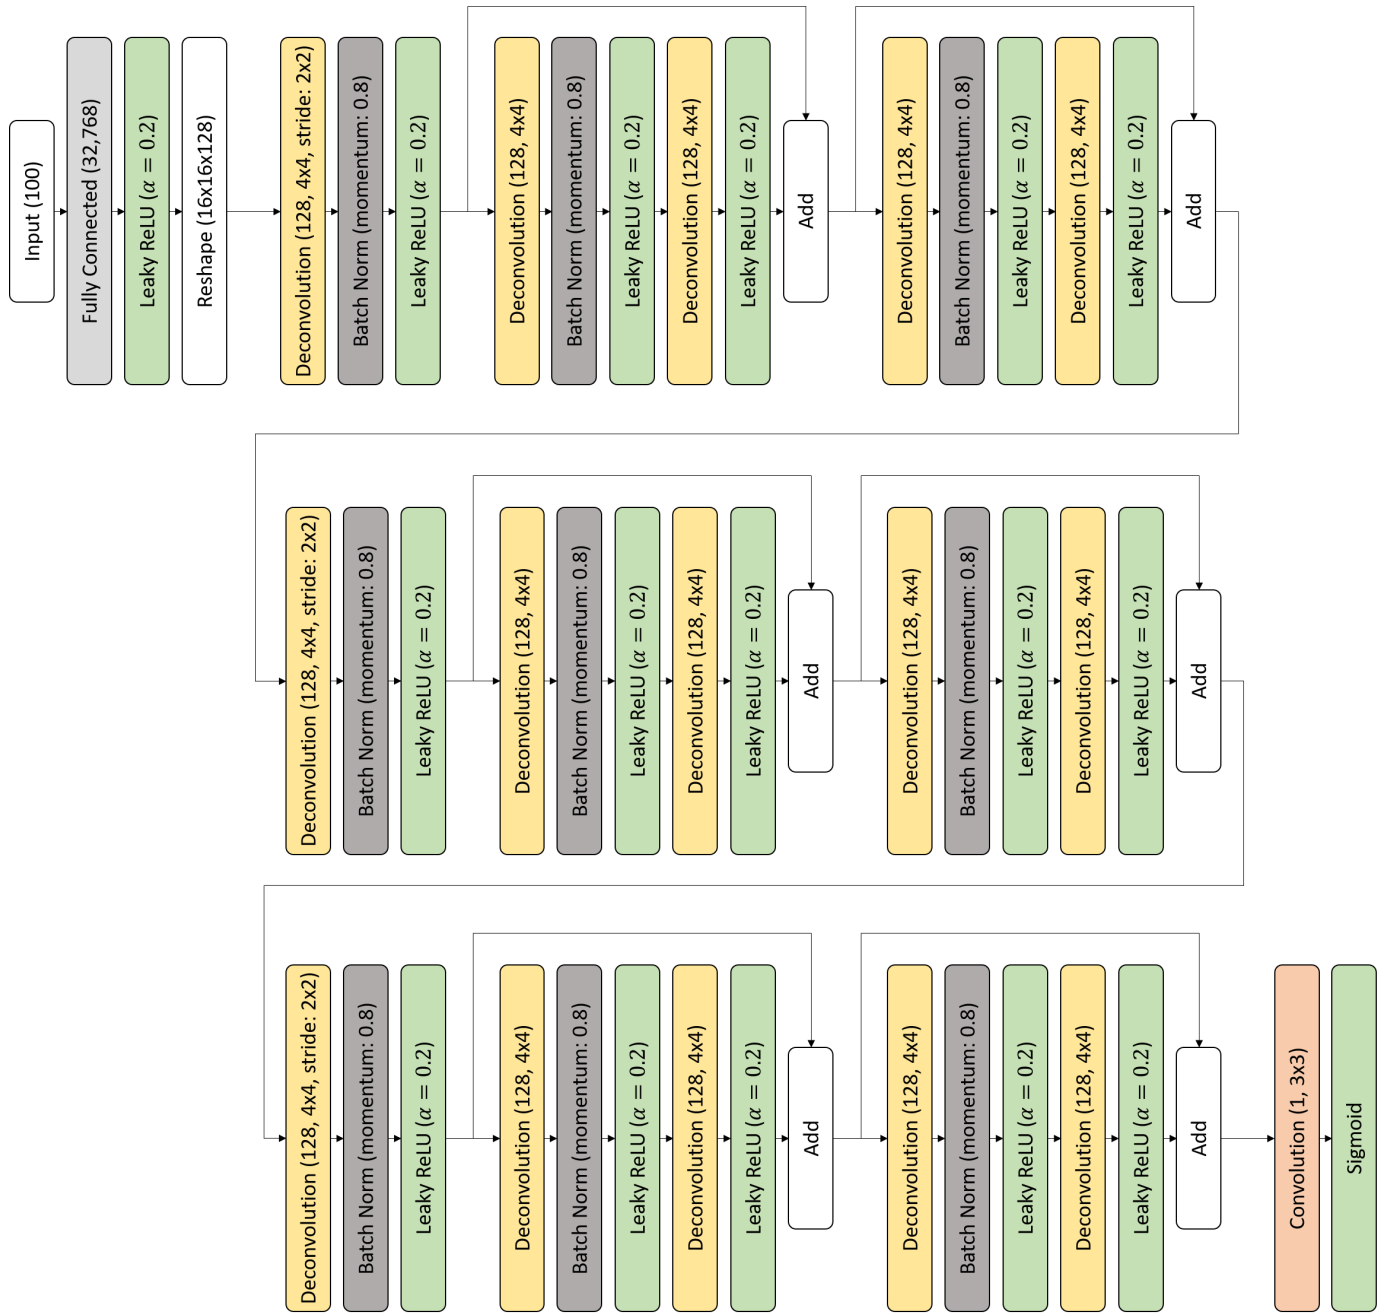 Input (100)
Fully Connected (32,768)
Leaky ReLU (α = 0.2)
Reshape (16x16x128)
Deconvolution (128, 4x4, stride: 2x2)
Batch Norm (momentum: 0.8)
Leaky ReLU (α = 0.2)
Deconvolution (128, 4x4)
Batch Norm (momentum: 0.8)
Leaky ReLU (α = 0.2)
Deconvolution (128, 4x4)
Leaky ReLU (α = 0.2)
Add
Deconvolution (128, 4x4)
Batch Norm (momentum: 0.8)
Leaky ReLU (α = 0.2)
Deconvolution (128, 4x4)
Leaky ReLU (α = 0.2)
Add
Deconvolution (128, 4x4, stride: 2x2)
Batch Norm (momentum: 0.8)
Leaky ReLU (α = 0.2)
Deconvolution (128, 4x4)
Batch Norm (momentum: 0.8)
Leaky ReLU (α = 0.2)
Deconvolution (128, 4x4)
Leaky ReLU (α = 0.2)
Add
Deconvolution (128, 4x4)
Batch Norm (momentum: 0.8)
Leaky ReLU (α = 0.2)
Deconvolution (128, 4x4)
Leaky ReLU (α = 0.2)
Add
Deconvolution (128, 4x4, stride: 2x2)
Batch Norm (momentum: 0.8)
Leaky ReLU (α = 0.2)
Deconvolution (128, 4x4)
Batch Norm (momentum: 0.8)
Leaky ReLU (α = 0.2)
Deconvolution (128, 4x4)
Leaky ReLU (α = 0.2)
Add
Deconvolution (128, 4x4)
Batch Norm (momentum: 0.8)
Leaky ReLU (α = 0.2)
Deconvolution (128, 4x4)
Leaky ReLU (α = 0.2)
Add
Convolution (1, 3x3)
Sigmoid